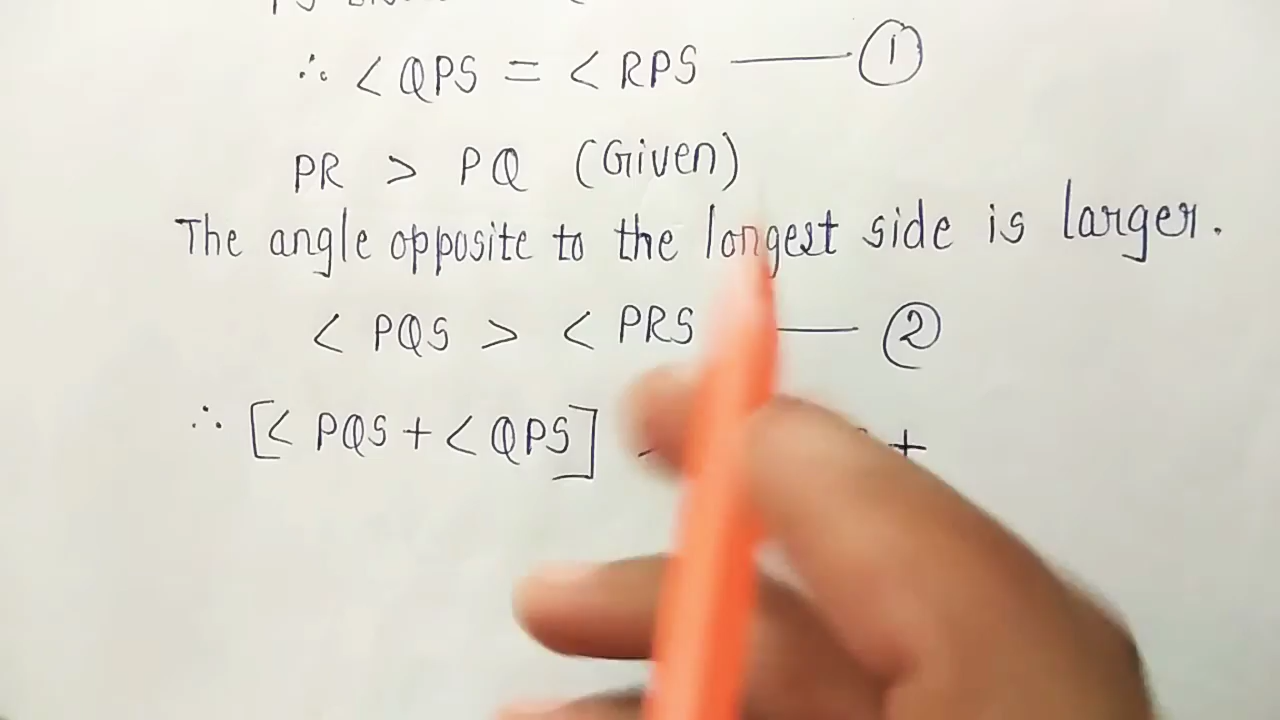 ∴ < QPS = < RPS —— ①
PR > PQ (Given)
The angle opposite to the longest side is larger.
< PQS > < PRS —— ②
∴ [< PQS + < QPS] +